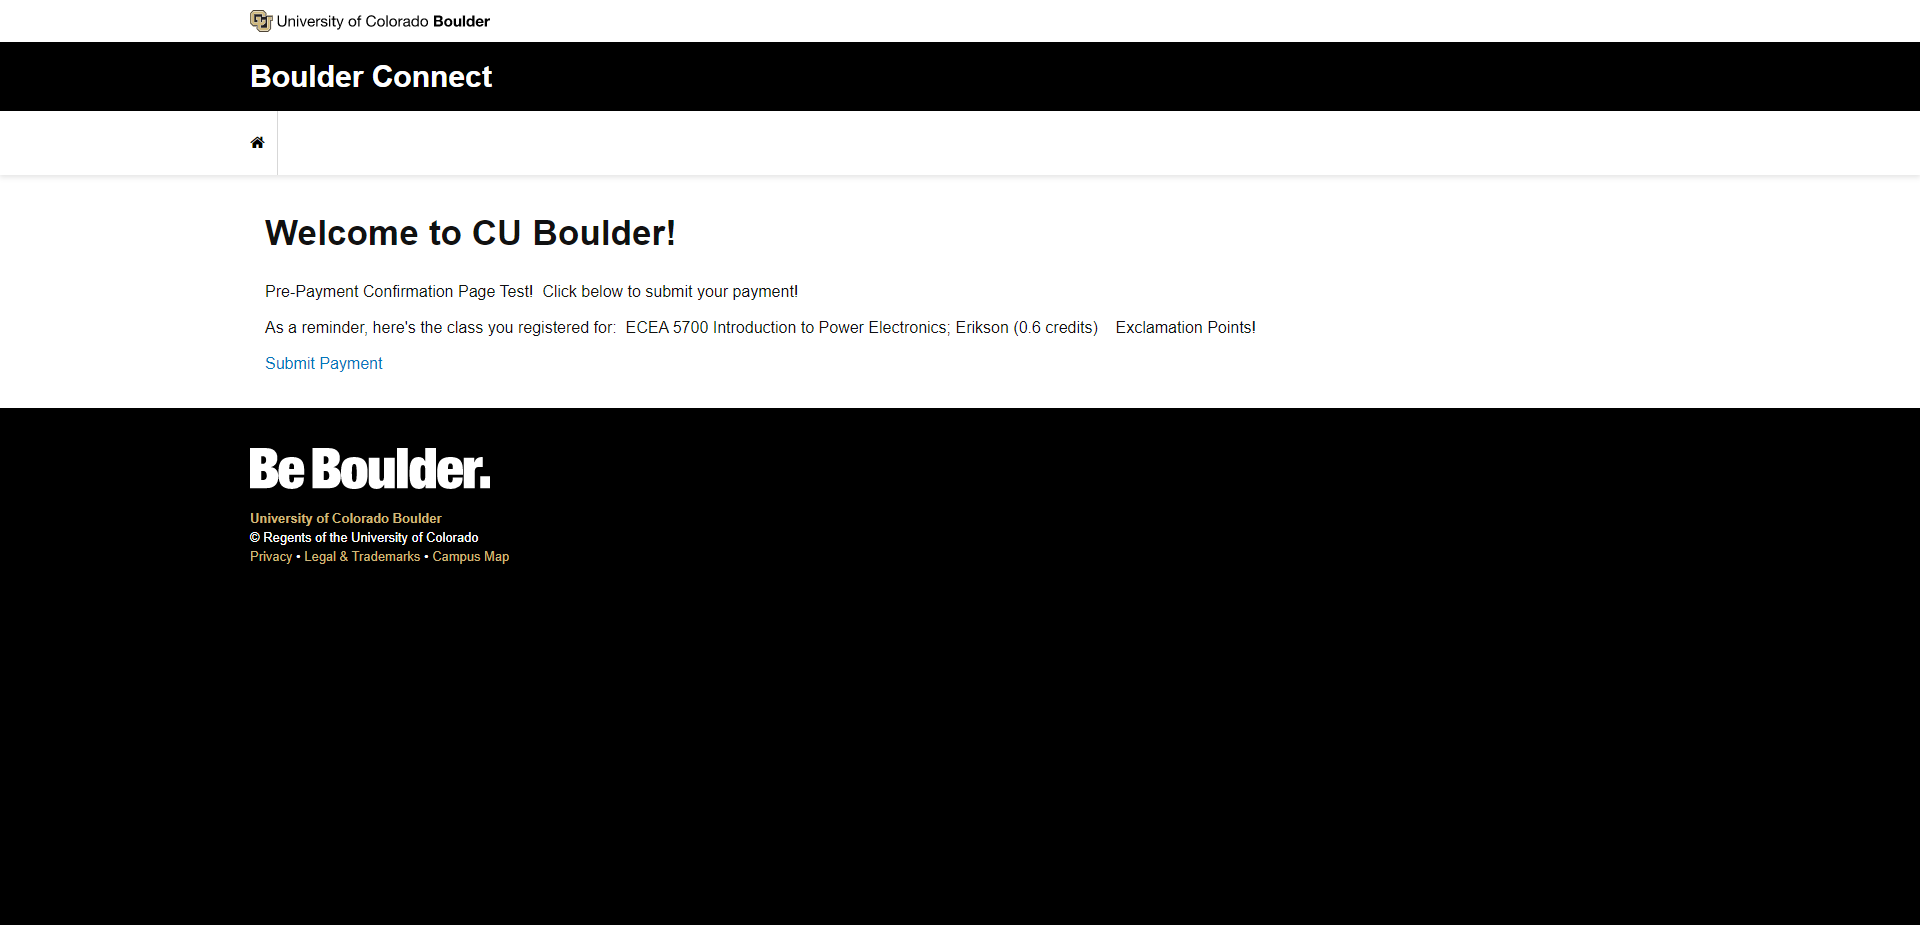 University of Colorado Boulder
Boulder Connect
Welcome to CU Boulder!
Pre-Payment Confirmation Page Test!  Click below to submit your payment!
As a reminder, here's the class you registered for:  ECEA 5700 Introduction to Power Electronics; Erikson (0.6 credits)    Exclamation Points!
Submit Payment
Be Boulder.
University of Colorado Boulder
© Regents of the University of Colorado
Privacy • Legal & Trademarks • Campus Map